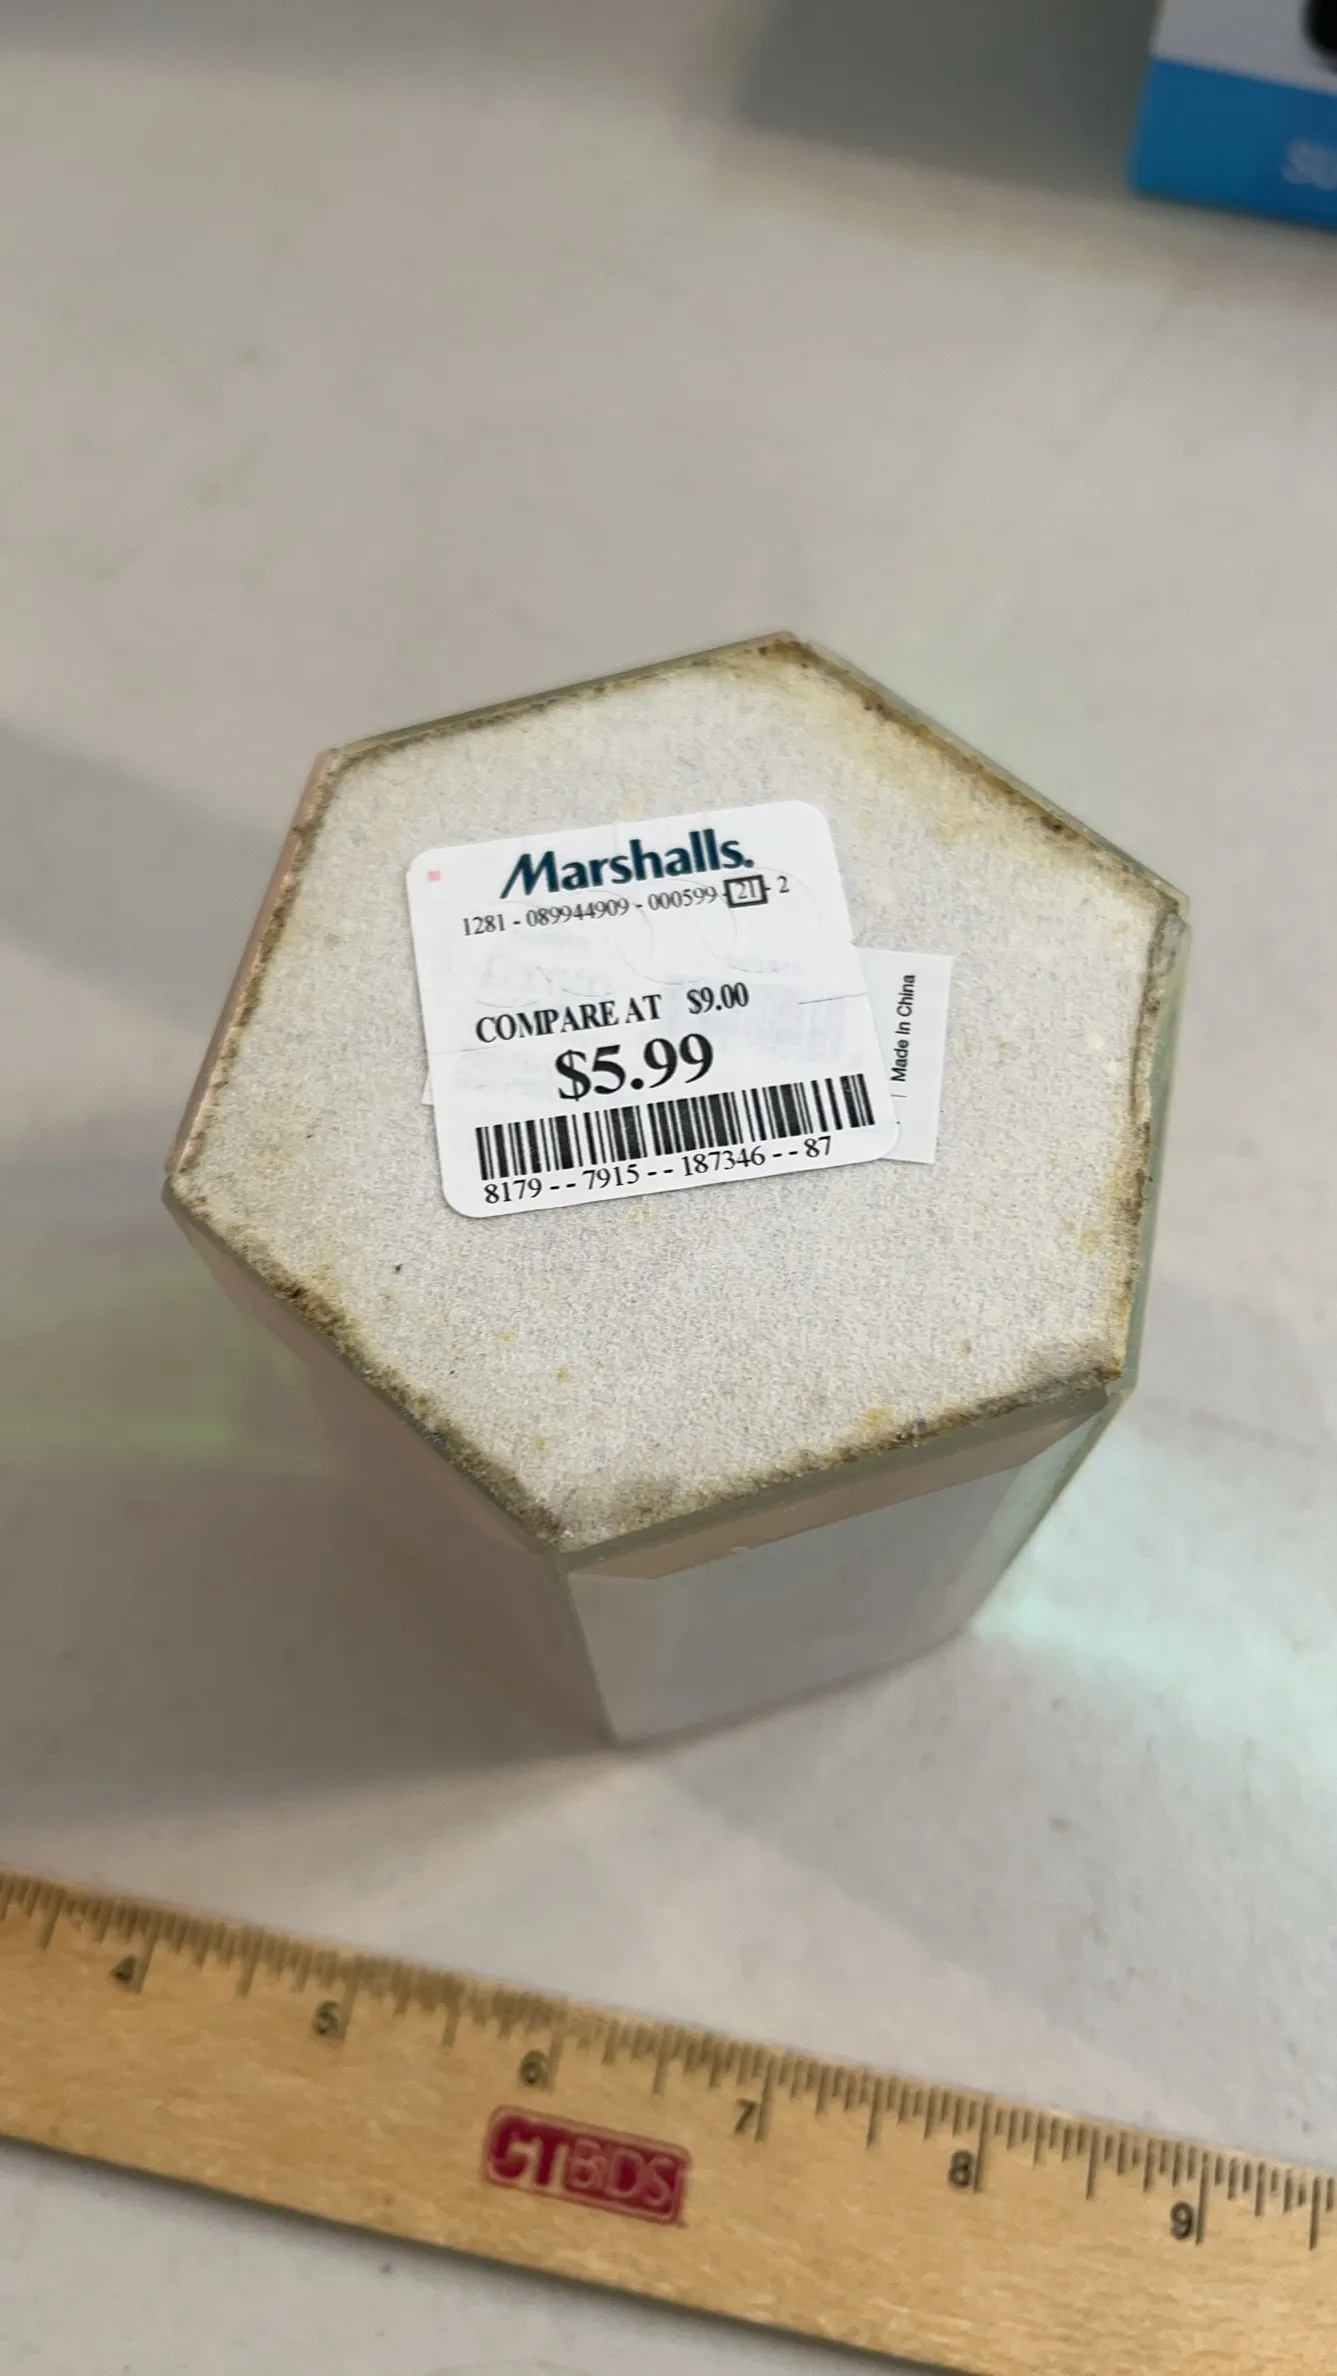 Marshalls.
1281 - 089944909 - 000599 - 21 - 2
COMPARE AT $9.00
$5.99
8179 - - 7915 - - 187346 - - 87
| Made in China
4 5 6 7 8 9
CTBIDS